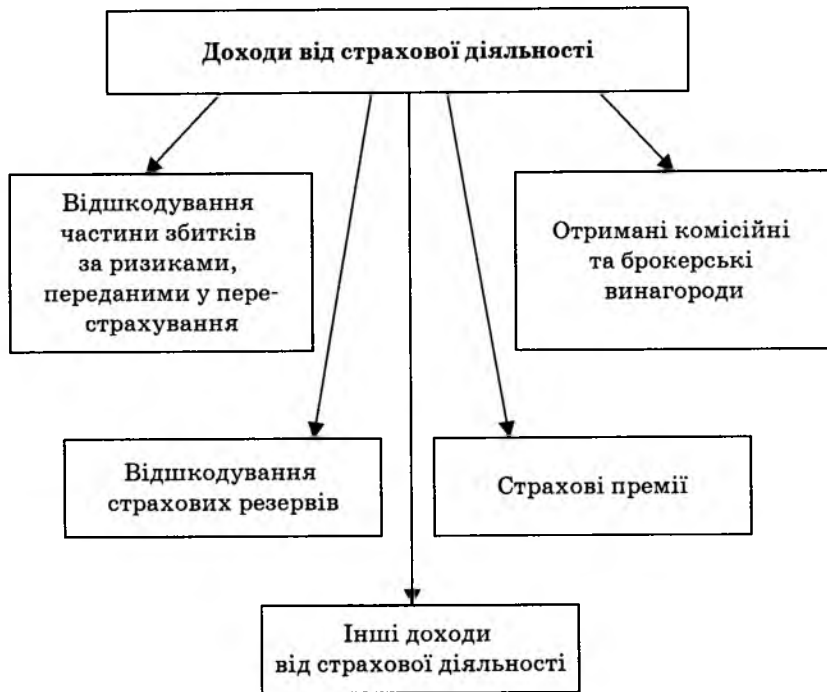 Доходи від страхової діяльності
Відшкодування
частини збитків
за ризиками,
переданими у пере-
страхування
Отримані комісійні
та брокерські
винагороди
Відшкодування
страхових резервів
Страхові премії
Інші доходи
від страхової діяльності